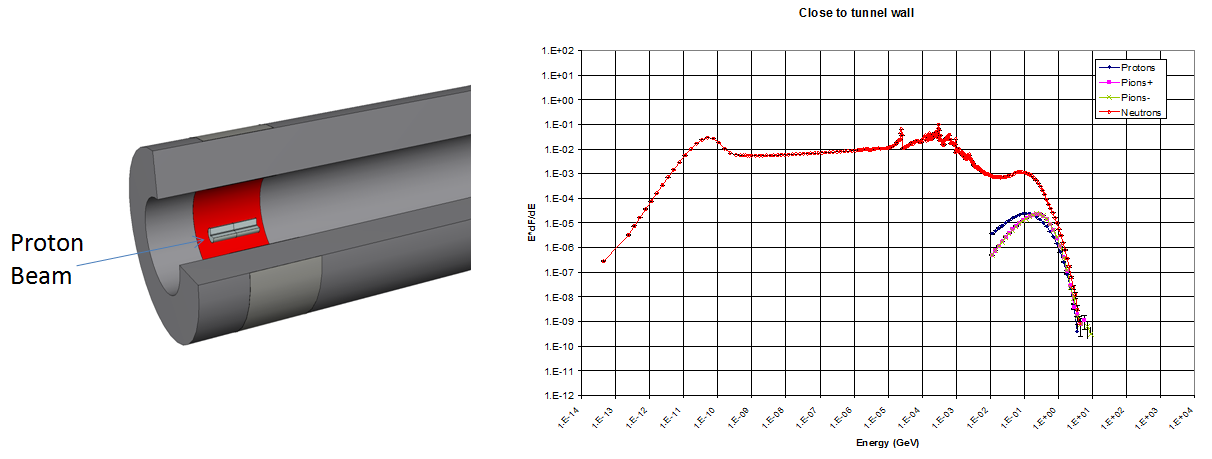 Proton
Beam
Close to tunnel wall
E*dF/dE
1.E+02
1.E+01
1.E+00
1.E-01
1.E-02
1.E-03
1.E-04
1.E-05
1.E-06
1.E-07
1.E-08
1.E-09
1.E-10
1.E-11
1.E-12
Protons
Pions+
Pions-
Neutrons
1.E-14
1.E-13
1.E-12
1.E-11
1.E-10
1.E-09
1.E-08
1.E-07
1.E-06
1.E-05
1.E-04
1.E-03
1.E-02
1.E-01
1.E+00
1.E+01
1.E+02
1.E+03
1.E+04
Energy (GeV)